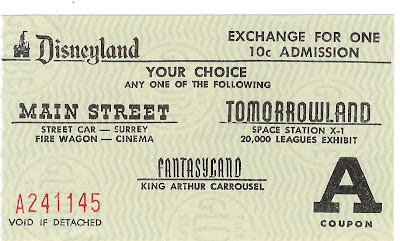 Disneyland
EXCHANGE FOR ONE
10c ADMISSION
YOUR CHOICE
ANY ONE OF THE FOLLOWING
MAIN STREET
STREET CAR — SURREY
FIRE WAGON — CINEMA
TOMORROWLAND
SPACE STATION X-1
20,000 LEAGUES EXHIBIT
FANTASYLAND
KING ARTHUR CARROUSEL
A241145
VOID IF DETACHED
A
COUPON